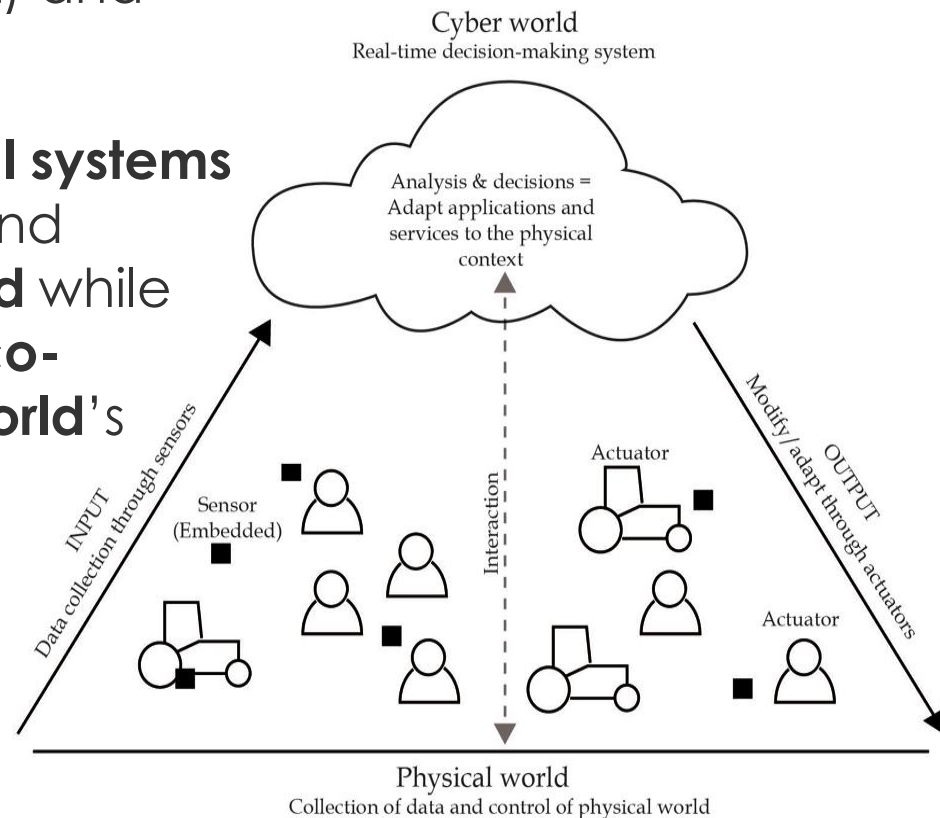 and
Cyber world
Real-time decision-making system
l systems
nd
d while
co-
orld's
Analysis & decisions =
Adapt applications and
services to the physical
context
INPUT
Data collection through sensors
Sensor
(Embedded)
Interaction
Actuator
OUTPUT
Modify/adapt through actuators
Actuator
Physical world
Collection of data and control of physical world